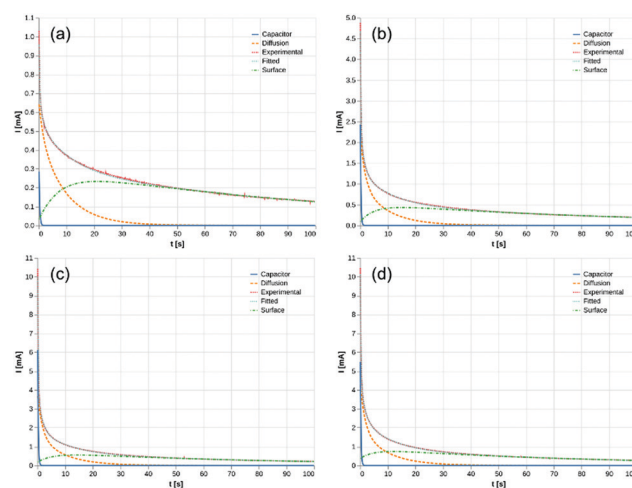 (a)
Capacitor
Diffusion
Experimental
Fitted
Surface
I [mA]
1.1
1.0
0.9
0.8
0.7
0.6
0.5
0.4
0.3
0.2
0.1
0.0
0 10 20 30 40 50 60 70 80 90 100
t [s]
(b)
Capacitor
Diffusion
Experimental
Fitted
Surface
I [mA]
5.0
4.5
4.0
3.5
3.0
2.5
2.0
1.5
1.0
0.5
0.0
0 10 20 30 40 50 60 70 80 90 100
t [s]
(c)
Capacitor
Diffusion
Experimental
Fitted
Surface
I [mA]
11
10
9
8
7
6
5
4
3
2
1
0
0 10 20 30 40 50 60 70 80 90 100
t [s]
(d)
Capacitor
Diffusion
Experimental
Fitted
Surface
I [mA]
11
10
9
8
7
6
5
4
3
2
1
0
0 10 20 30 40 50 60 70 80 90 100
t [s]